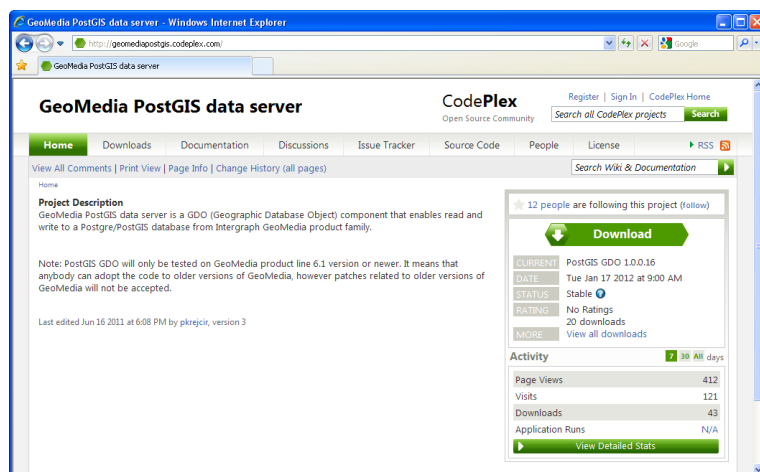 GeoMedia PostGIS data server - Windows Internet Explorer
http://geomediapostgis.codeplex.com/
Google
GeoMedia PostGIS data server
GeoMedia PostGIS data server
CodePlex
Open Source Community
Register | Sign In | CodePlex Home
Search all CodePlex projects
Search
Home Downloads Documentation Discussions Issue Tracker Source Code People License RSS
View All Comments | Print View | Page Info | Change History (all pages)
Search Wiki & Documentation
Home
Project Description
GeoMedia PostGIS data server is a GDO (Geographic Database Object) component that enables read and
write to a Postgre/PostGIS database from Intergraph GeoMedia product family.
Note: PostGIS GDO will only be tested on GeoMedia product line 6.1 version or newer. It means that
anybody can adopt the code to older versions of GeoMedia, however patches related to older versions of
GeoMedia will not be accepted.
Last edited Jun 16 2011 at 6:08 PM by pkrejcir, version 3
12 people are following this project (follow)
Download
CURRENT PostGIS GDO 1.0.0.16
DATE Tue Jan 17 2012 at 9:00 AM
STATUS Stable
RATING No Ratings
20 downloads
MORE View all downloads
Activity 7 30 All days
Page Views 412
Visits 121
Downloads 43
Application Runs N/A
View Detailed Stats